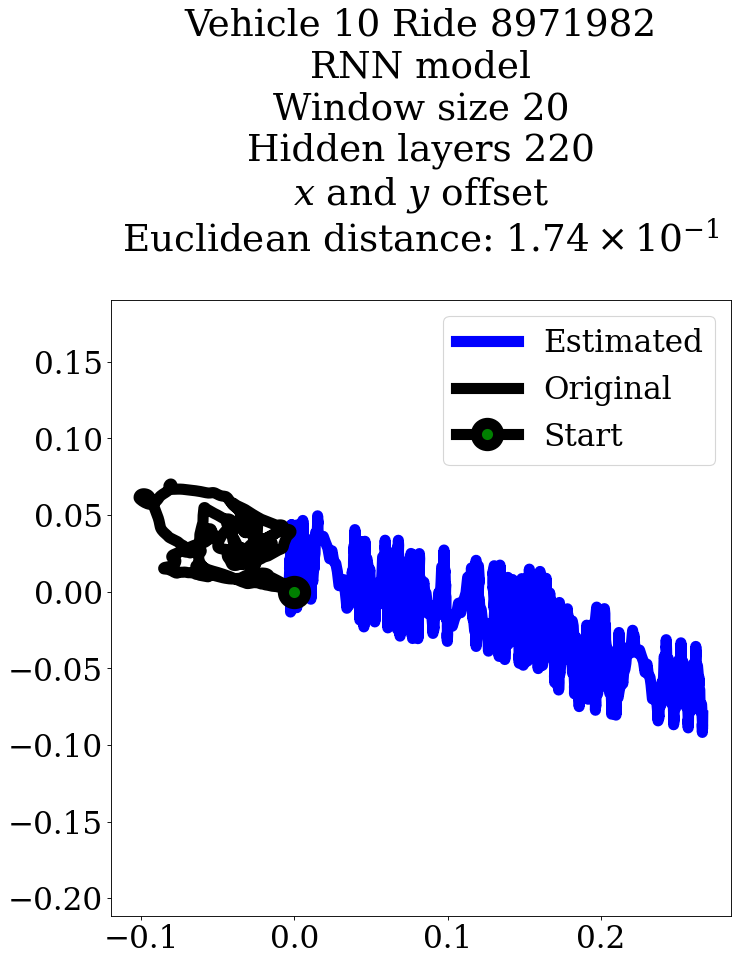 Vehicle 10 Ride 8971982
RNN model
Window size 20
Hidden layers 220
x and y offset
Euclidean distance: 1.74 × 10⁻¹
Estimated
Original
Start
0.15
0.10
0.05
0.00
−0.05
−0.10
−0.15
−0.20
−0.1 0.0 0.1 0.2